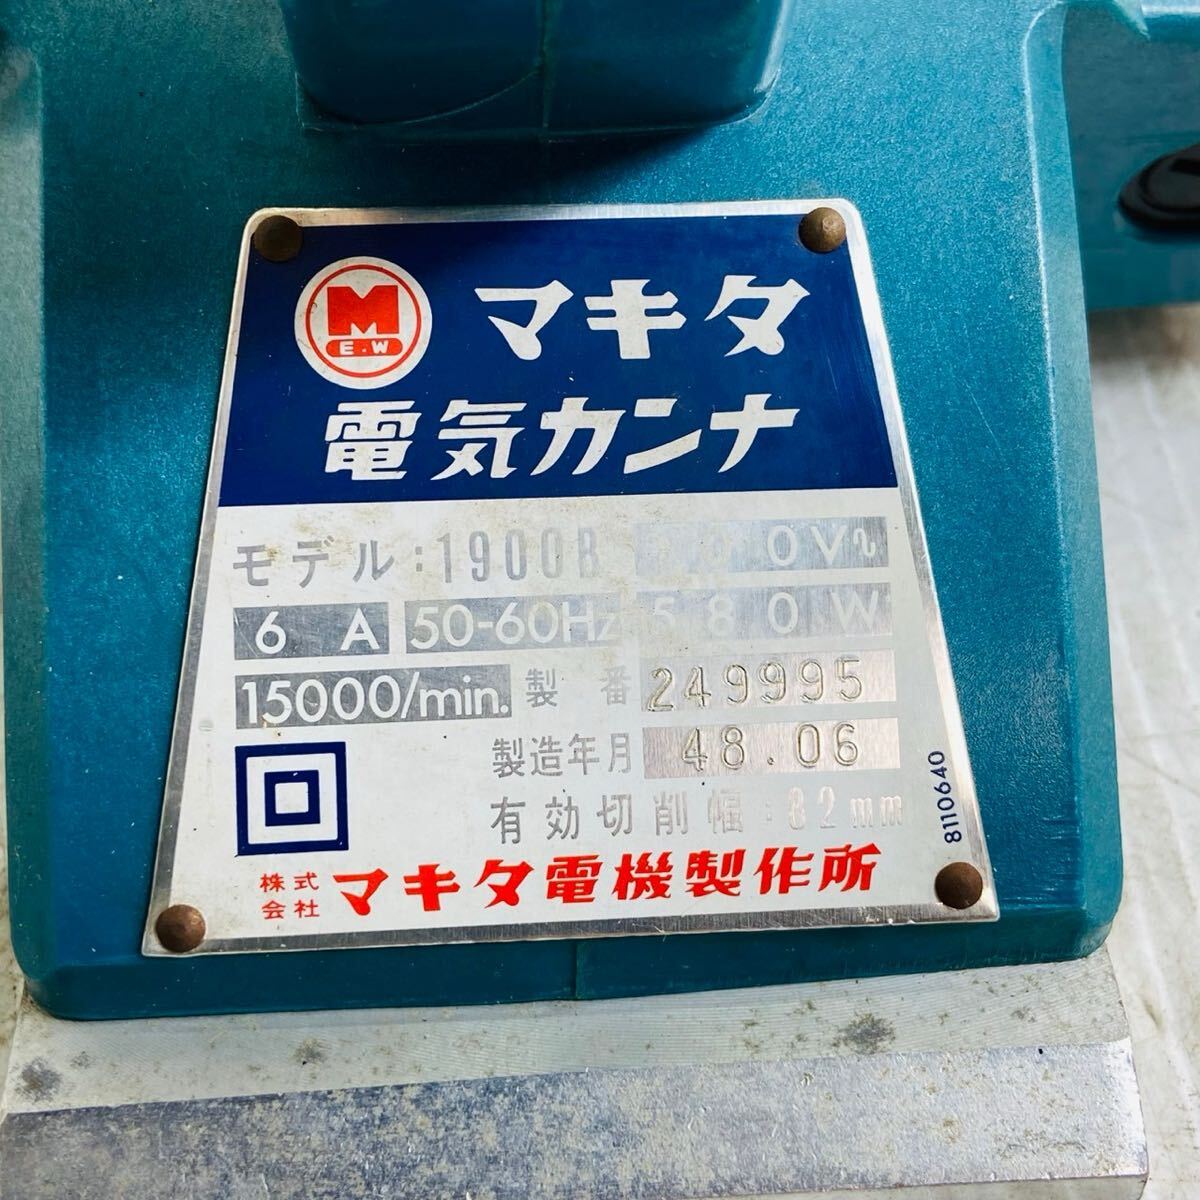 M
E.W
マキタ
電気カンナ
モデル:1900B 100V~
6 A 50-60Hz 580W
15000/min. 製番 249995
製造年月 48.06
有効切削幅:82mm
8110640
株式会社 マキタ電機製作所